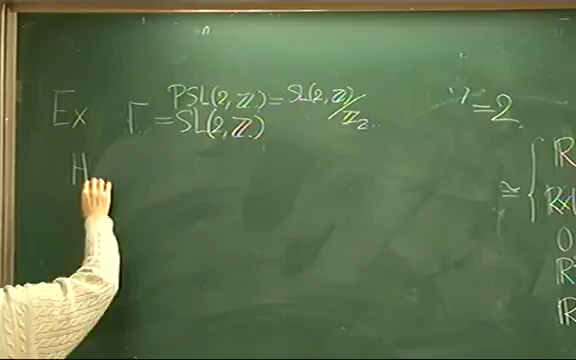 Ex Γ = SL(2, ℤ)
PSL(2, ℤ) = SL(2, ℤ)/ℤ₂
= 2
H
≅ {
ℝ
0
ℝ
ℝ